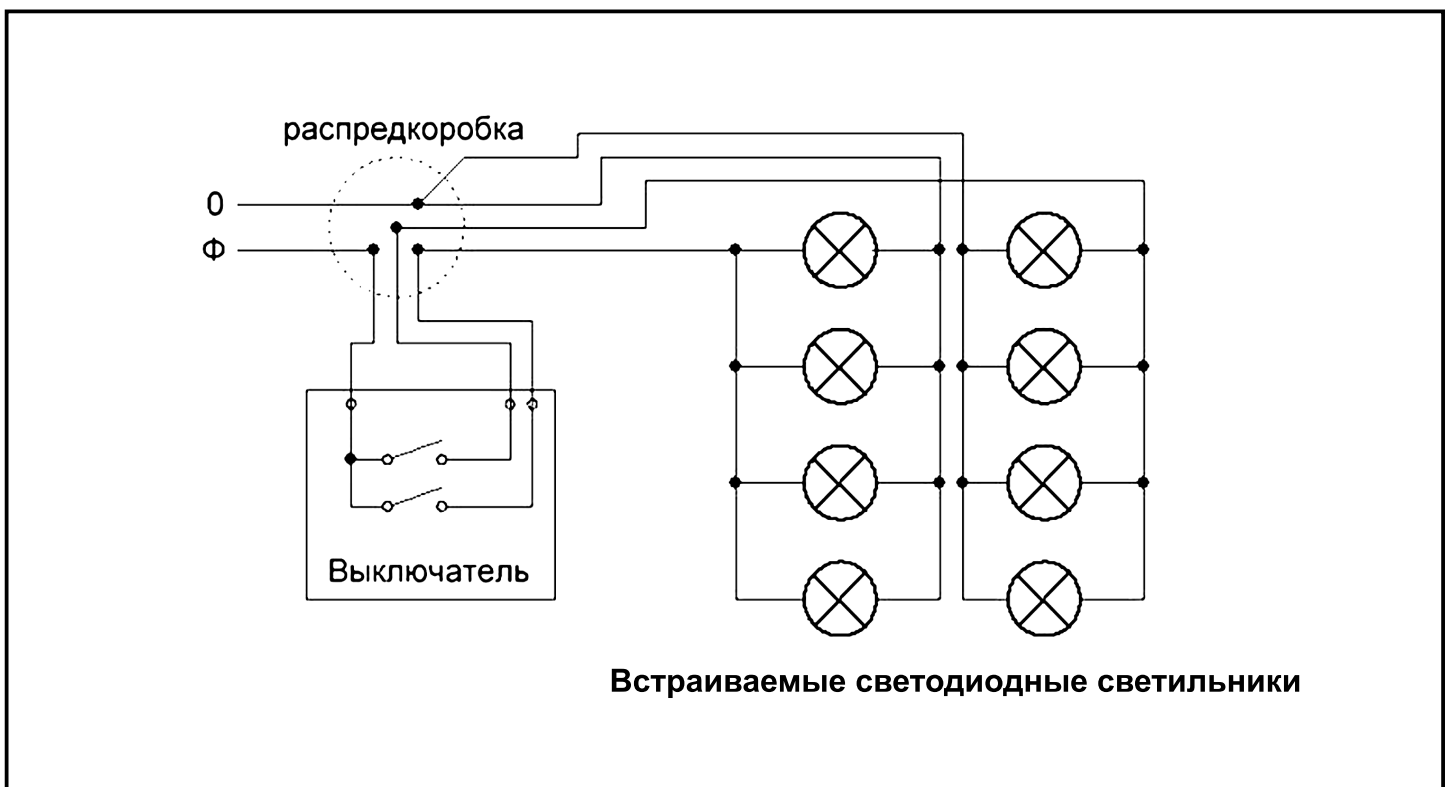 распредкоробка
0
Ф
Выключатель
Встраиваемые светодиодные светильники